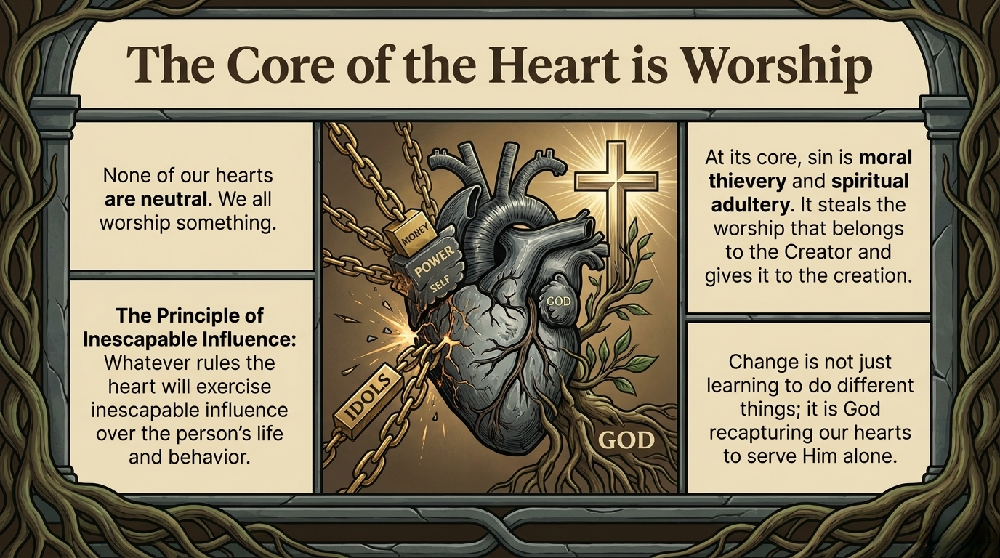 The Core of the Heart is Worship
None of our hearts
are neutral. We all
worship something.
The Principle of
Inescapable Influence:
Whatever rules the
heart will exercise
inescapable influence
over the person's life
and behavior.
MONEY
POWER
SELF
GOD
IDOLS
GOD
At its core, sin is moral
thievery and spiritual
adultery. It steals the
worship that belongs
to the Creator and
gives it to the creation.
Change is not just
learning to do different
things; it is God
recapturing our hearts
to serve Him alone.